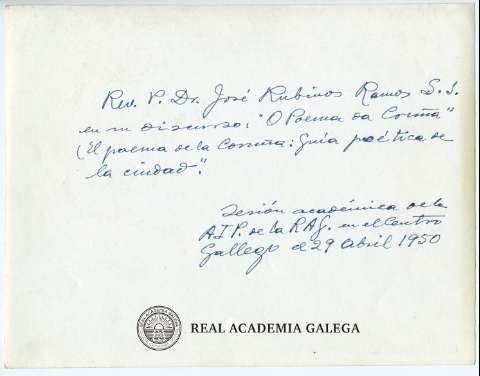 Rev. P. Dr. José Rubinos Ramos S. J.
en su discurso: "O Poema da Coruña"
(El poema de la Coruña: Guía poética de
la ciudad".
Sesión académica de la
A J P. de la RAG. en el Centro
Gallego el 29 Abril 1950
REAL ACADEMIA GALEGA